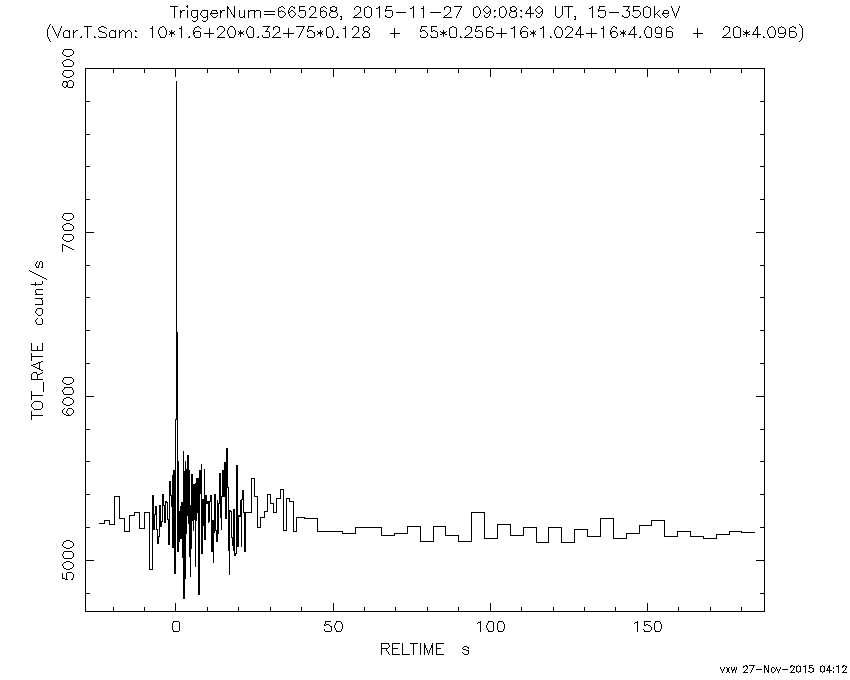 TriggerNum=665268, 2015-11-27 09:08:49 UT, 15-350keV
(Var.T.Sam: 10*1.6+20*0.32+75*0.128 + 55*0.256+16*1.024+16*4.096 + 20*4.096)
8000
7000
6000
5000
TOT_RATE count/s
0 50 100 150
RELTIME s
vxw 27-Nov-2015 04:12